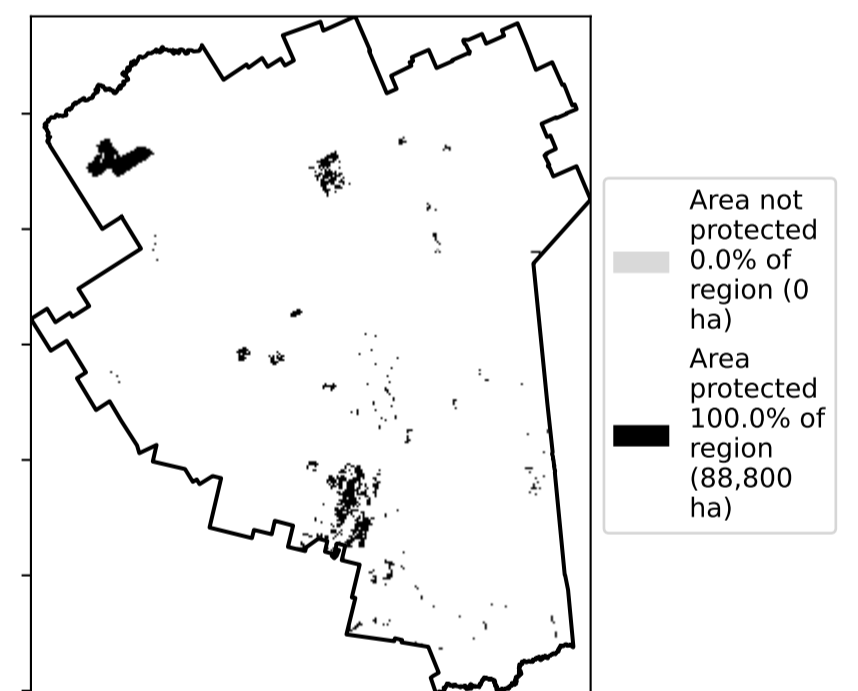 Area not
protected
0.0% of
region (0
ha)
Area
protected
100.0% of
region
(88,800
ha)